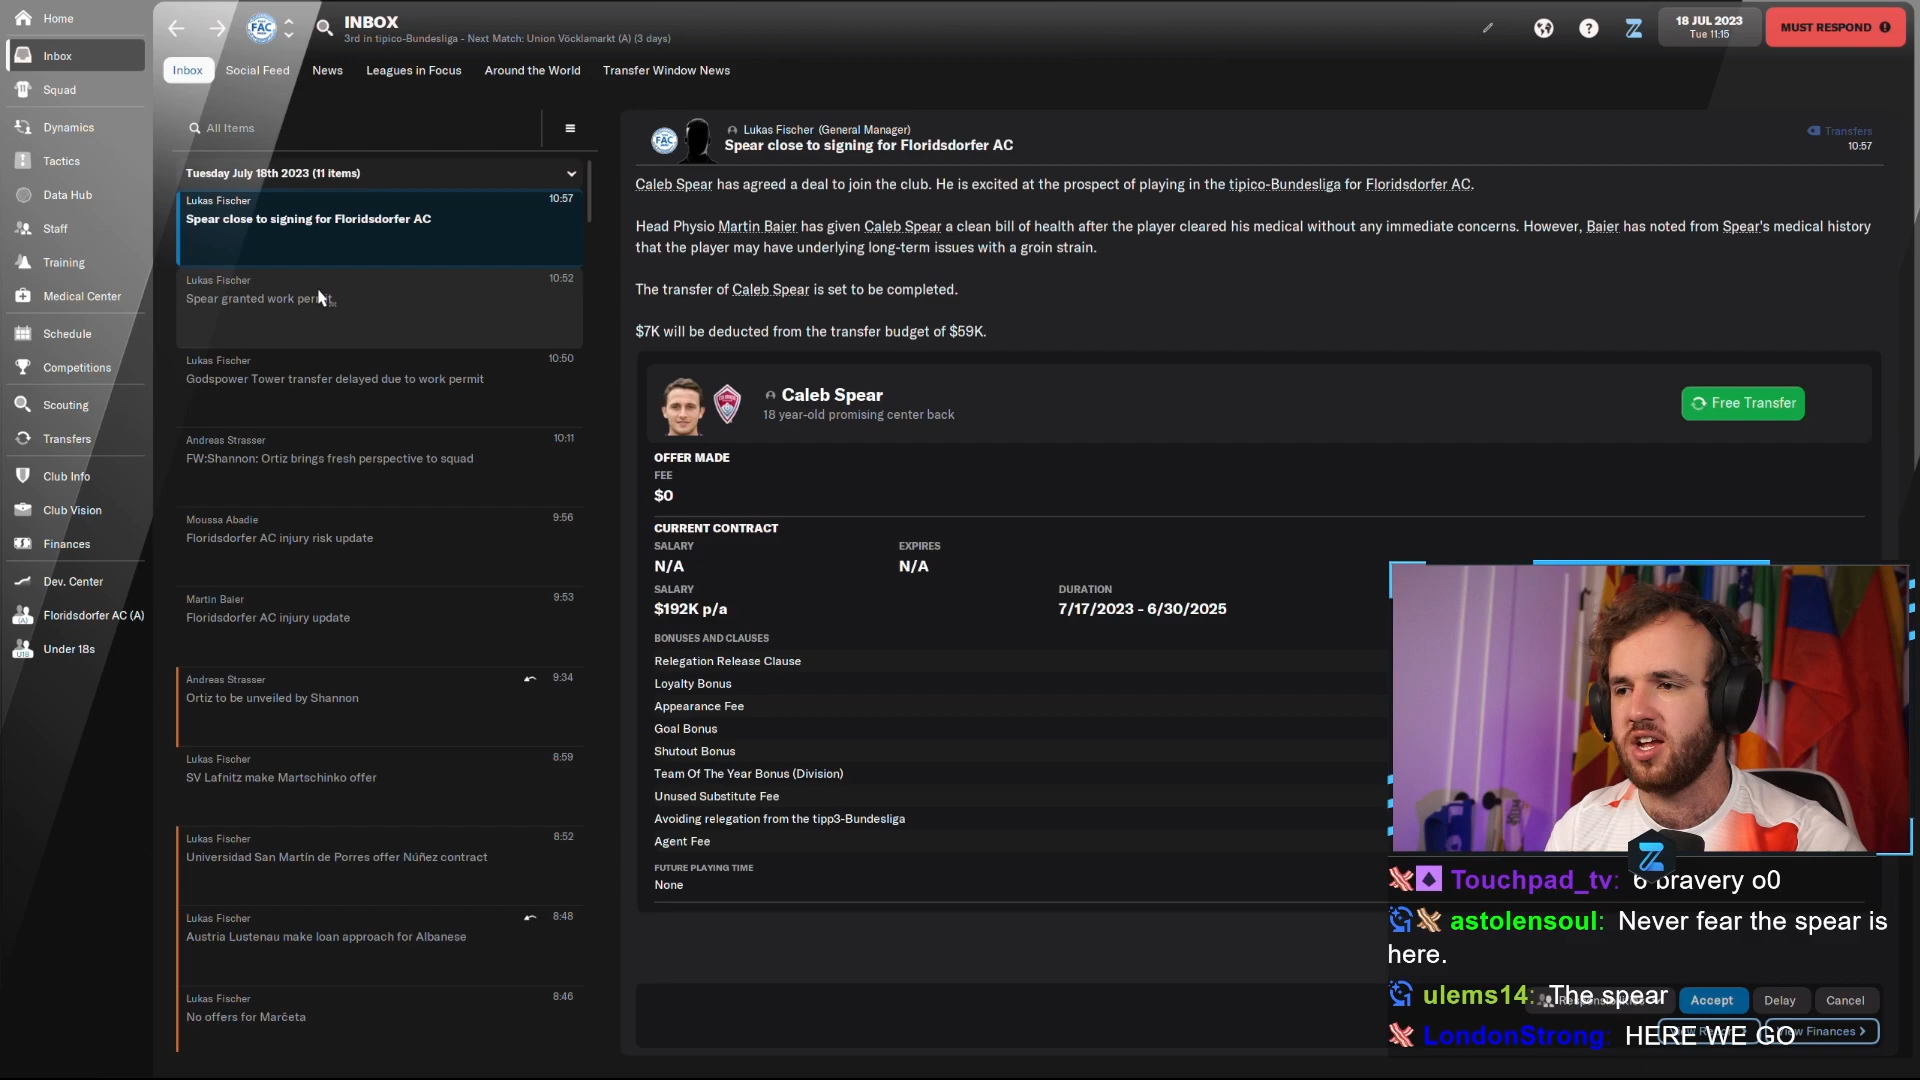 Home
Inbox
Squad
Dynamics
Tactics
Data Hub
Staff
Training
Medical Center
Schedule
Competitions
Scouting
Transfers
Club Info
Club Vision
Finances
Dev. Center
Floridsdorfer AC (A)
Under 18s
FAC
INBOX
3rd in tipico-Bundesliga - Next Match: Union Vöcklamarkt (A) (3 days)
18 JUL 2023
Tue 11:15
MUST RESPOND
Inbox
Social Feed
News
Leagues in Focus
Around the World
Transfer Window News
All Items
Tuesday July 18th 2023 (11 items)
Lukas Fischer 10:57
Spear close to signing for Floridsdorfer AC
Lukas Fischer 10:52
Spear granted work permit
Lukas Fischer 10:50
Godspower Tower transfer delayed due to work permit
Andreas Strasser 10:11
FW:Shannon: Ortiz brings fresh perspective to squad
Moussa Abadie 9:56
Floridsdorfer AC injury risk update
Martin Baier 9:53
Floridsdorfer AC injury update
Andreas Strasser 9:34
Ortiz to be unveiled by Shannon
Lukas Fischer 8:59
SV Lafnitz make Martschinko offer
Lukas Fischer 8:52
Universidad San Martín de Porres offer Núñez contract
Lukas Fischer 8:48
Austria Lustenau make loan approach for Albanese
Lukas Fischer 8:46
No offers for Marčeta
FAC
Lukas Fischer (General Manager)
Spear close to signing for Floridsdorfer AC
Transfers
10:57
Caleb Spear has agreed a deal to join the club. He is excited at the prospect of playing in the tipico-Bundesliga for Floridsdorfer AC.
Head Physio Martin Baier has given Caleb Spear a clean bill of health after the player cleared his medical without any immediate concerns. However, Baier has noted from Spear's medical history
that the player may have underlying long-term issues with a groin strain.
The transfer of Caleb Spear is set to be completed.
$7K will be deducted from the transfer budget of $59K.
Caleb Spear
18 year-old promising center back
Free Transfer
OFFER MADE
FEE
$0
CURRENT CONTRACT
SALARY EXPIRES
N/A N/A
SALARY DURATION
$192K p/a 7/17/2023 - 6/30/2025
BONUSES AND CLAUSES
Relegation Release Clause
Loyalty Bonus
Appearance Fee
Goal Bonus
Shutout Bonus
Team Of The Year Bonus (Division)
Unused Substitute Fee
Avoiding relegation from the tipp3-Bundesliga
Agent Fee
FUTURE PLAYING TIME
None
Touchpad_tv: 6 bravery o0
astolensoul: Never fear the spear is
here.
ulems14: The spear
LondonStrong: HERE WE GO
Accept
Delay
Cancel
View Finances